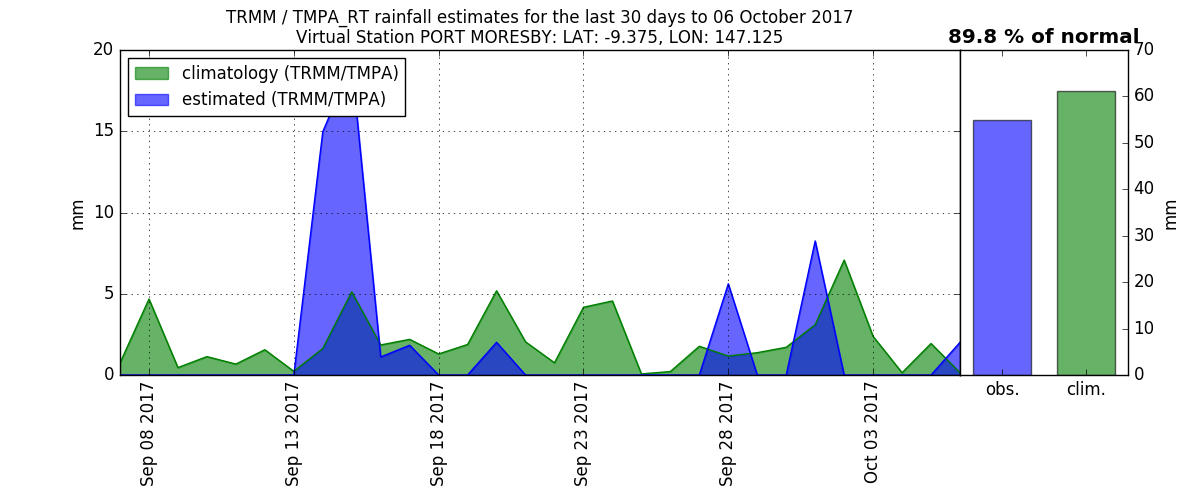 TRMM / TMPA_RT rainfall estimates for the last 30 days to 06 October 2017
Virtual Station PORT MORESBY: LAT: -9.375, LON: 147.125
89.8 % of normal
climatology (TRMM/TMPA)
estimated (TRMM/TMPA)
20
15
10
5
0
mm
Sep 08 2017
Sep 13 2017
Sep 18 2017
Sep 23 2017
Sep 28 2017
Oct 03 2017
obs.
clim.
70
60
50
40
30
20
10
0
mm